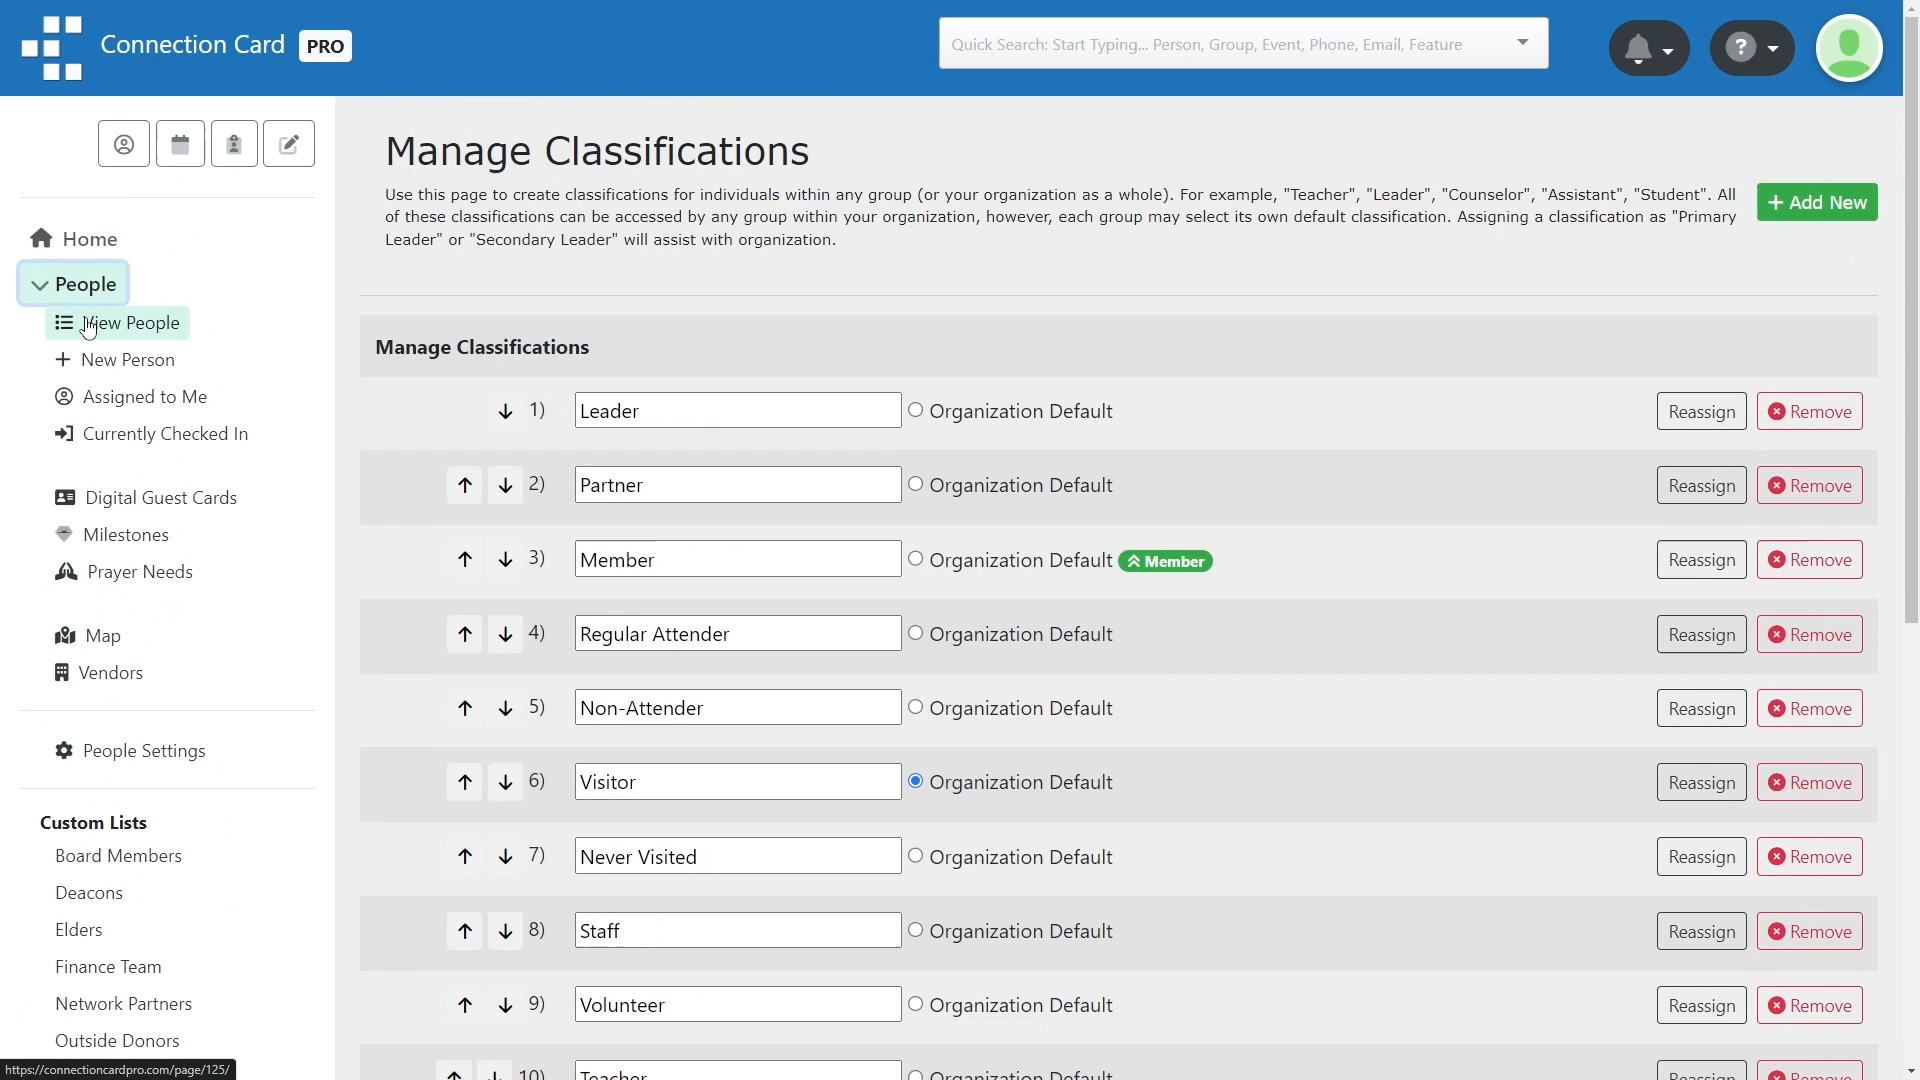 Connection Card PRO
Quick Search: Start Typing... Person, Group, Event, Phone, Email, Feature
?
Home
People
View People
New Person
Assigned to Me
Currently Checked In
Digital Guest Cards
Milestones
Prayer Needs
Map
Vendors
People Settings
Custom Lists
Board Members
Deacons
Elders
Finance Team
Network Partners
Outside Donors
https://connectioncardpro.com/page/125/
Manage Classifications
Use this page to create classifications for individuals within any group (or your organization as a whole). For example, "Teacher", "Leader", "Counselor", "Assistant", "Student". All
of these classifications can be accessed by any group within your organization, however, each group may select its own default classification. Assigning a classification as "Primary
Leader" or "Secondary Leader" will assist with organization.
+ Add New
Manage Classifications
1) Leader Organization Default Reassign Remove
2) Partner Organization Default Reassign Remove
3) Member Organization Default Member Reassign Remove
4) Regular Attender Organization Default Reassign Remove
5) Non-Attender Organization Default Reassign Remove
6) Visitor Organization Default Reassign Remove
7) Never Visited Organization Default Reassign Remove
8) Staff Organization Default Reassign Remove
9) Volunteer Organization Default Reassign Remove
10) Teacher Organization Default Reassign Remove